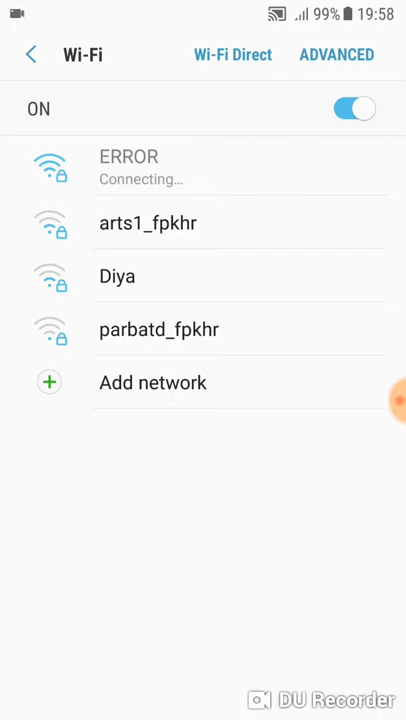 99% 19:58
Wi-Fi Wi-Fi Direct ADVANCED
ON
ERROR
Connecting...
arts1_fpkhr
Diya
parbatd_fpkhr
Add network
DU Recorder